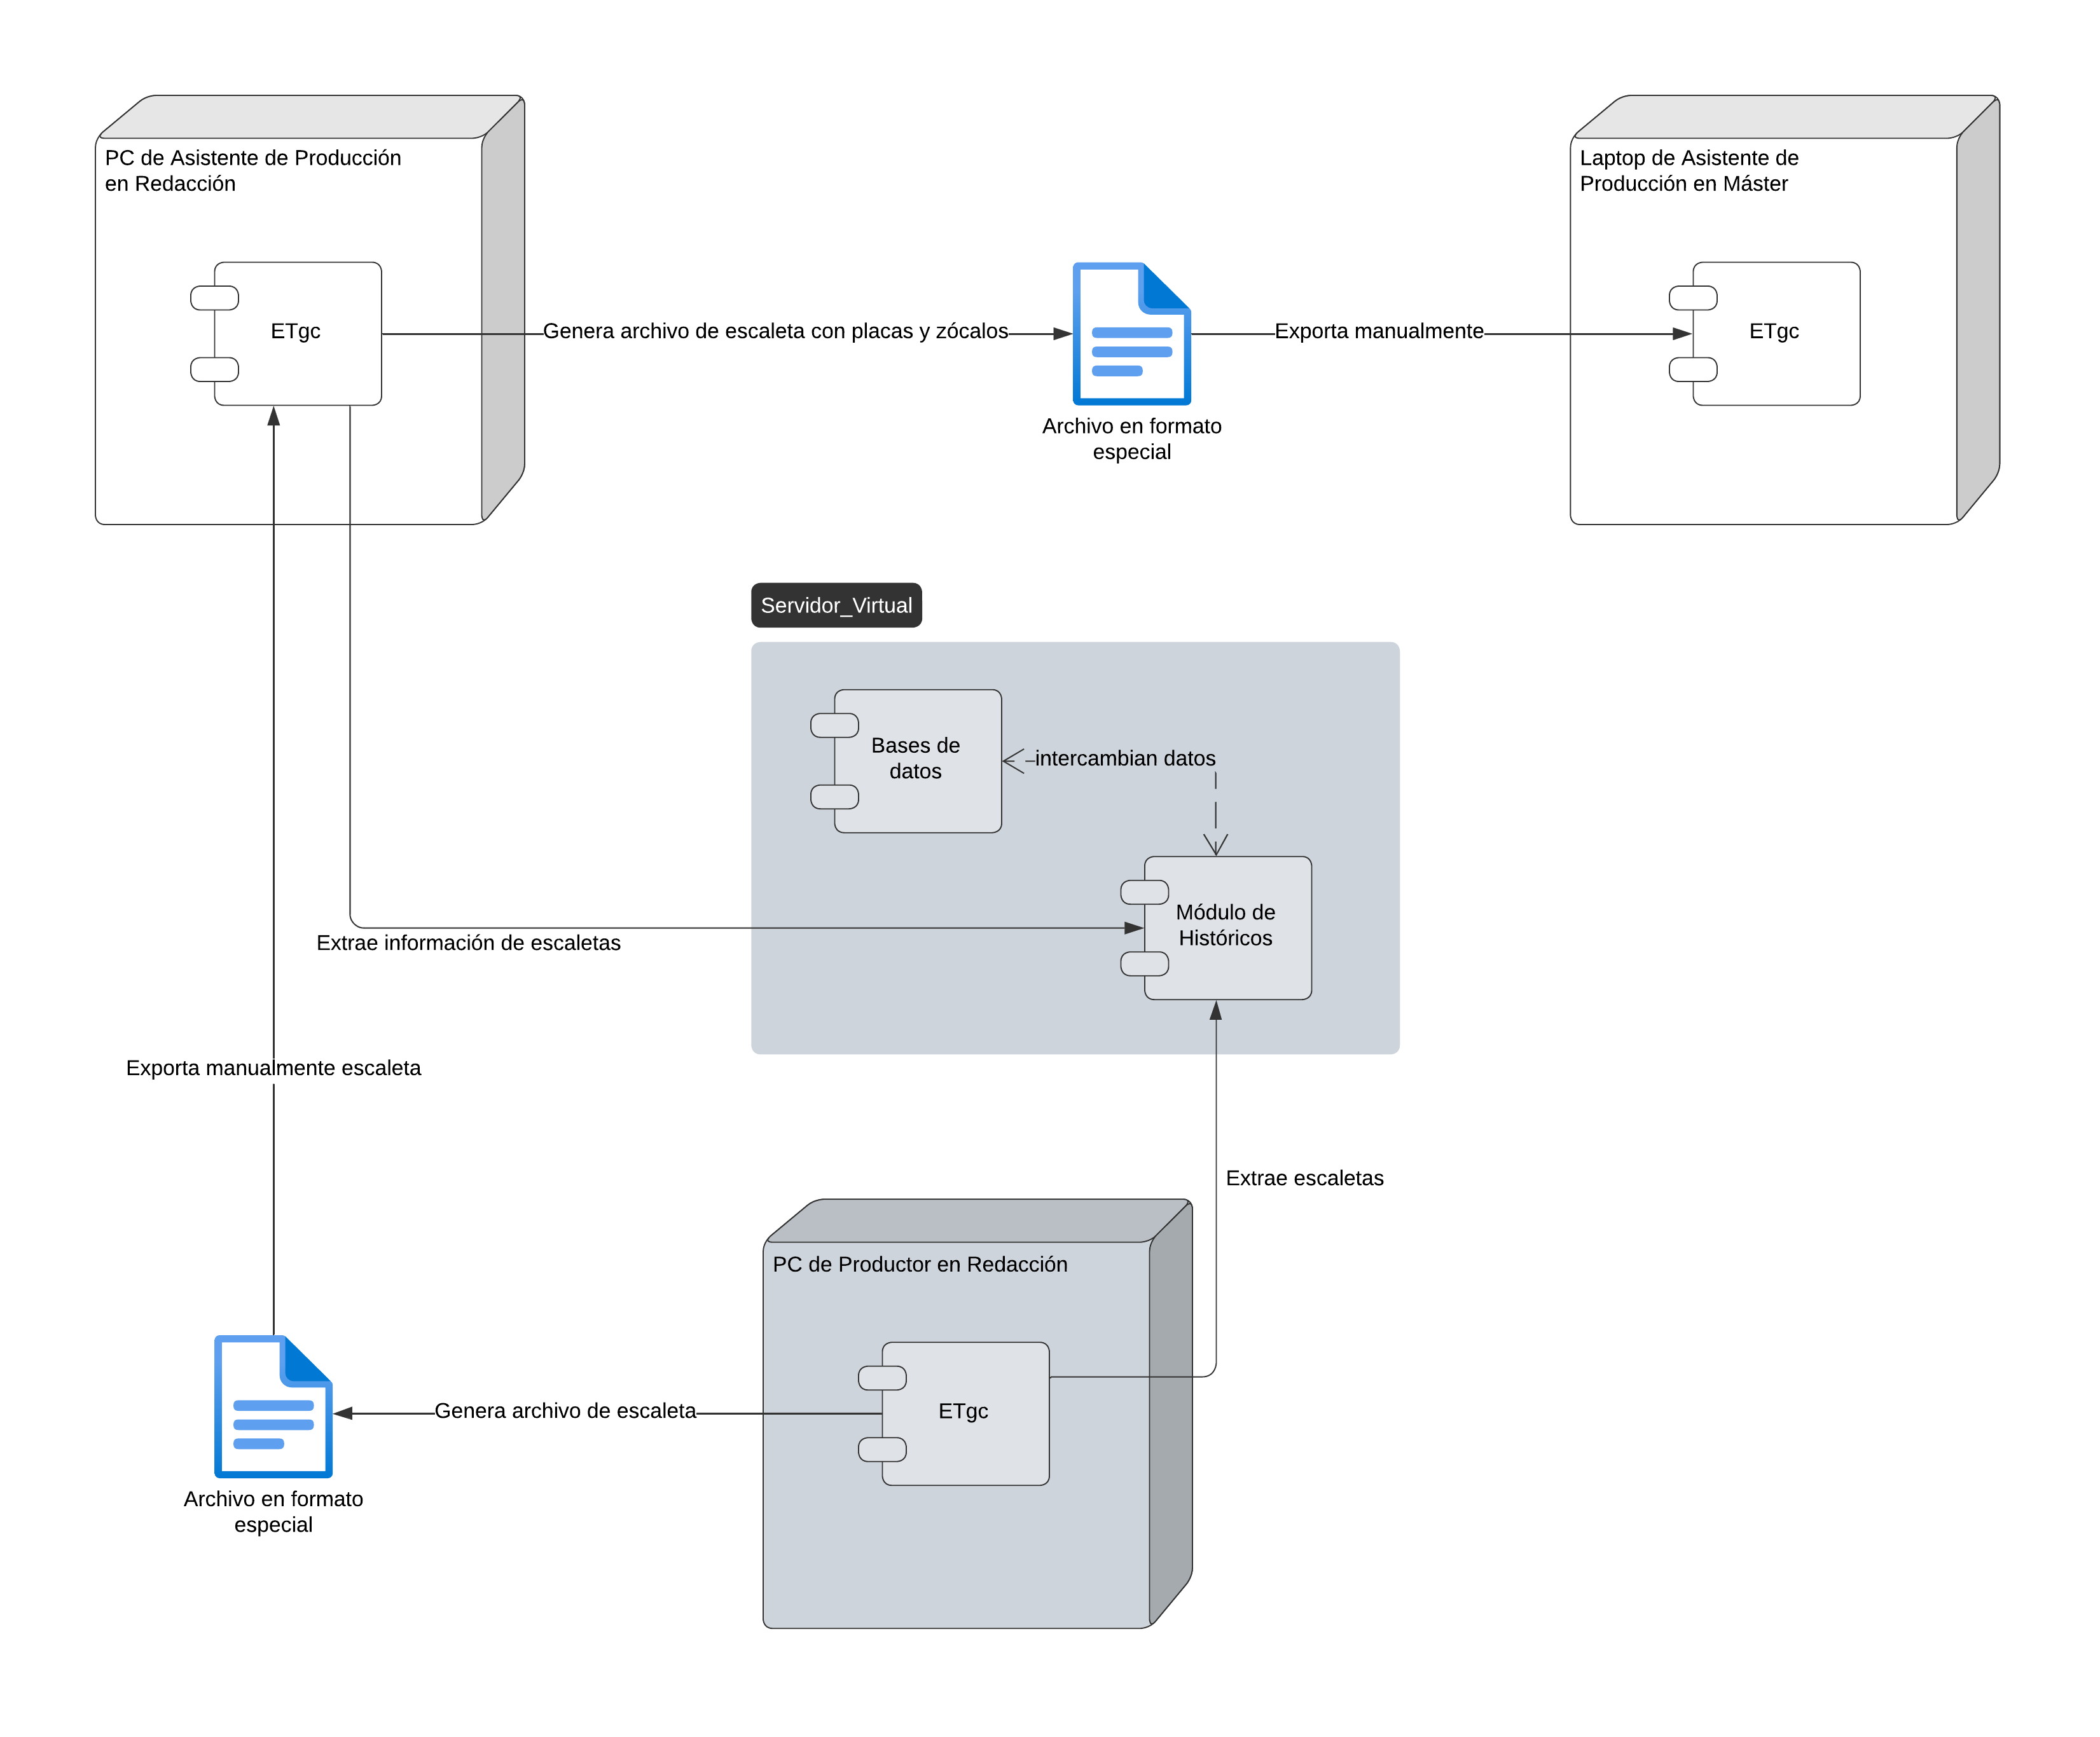 PC de Asistente de Producción
en Redacción
Laptop de Asistente de
Producción en Máster
ETgc
Genera archivo de escaleta con placas y zócalos
Exporta manualmente
ETgc
Archivo en formato
especial
Servidor_Virtual
Bases de
datos
intercambian datos
Módulo de
Históricos
Extrae información de escaletas
Exporta manualmente escaleta
Extrae escaletas
PC de Productor en Redacción
Genera archivo de escaleta
ETgc
Archivo en formato
especial